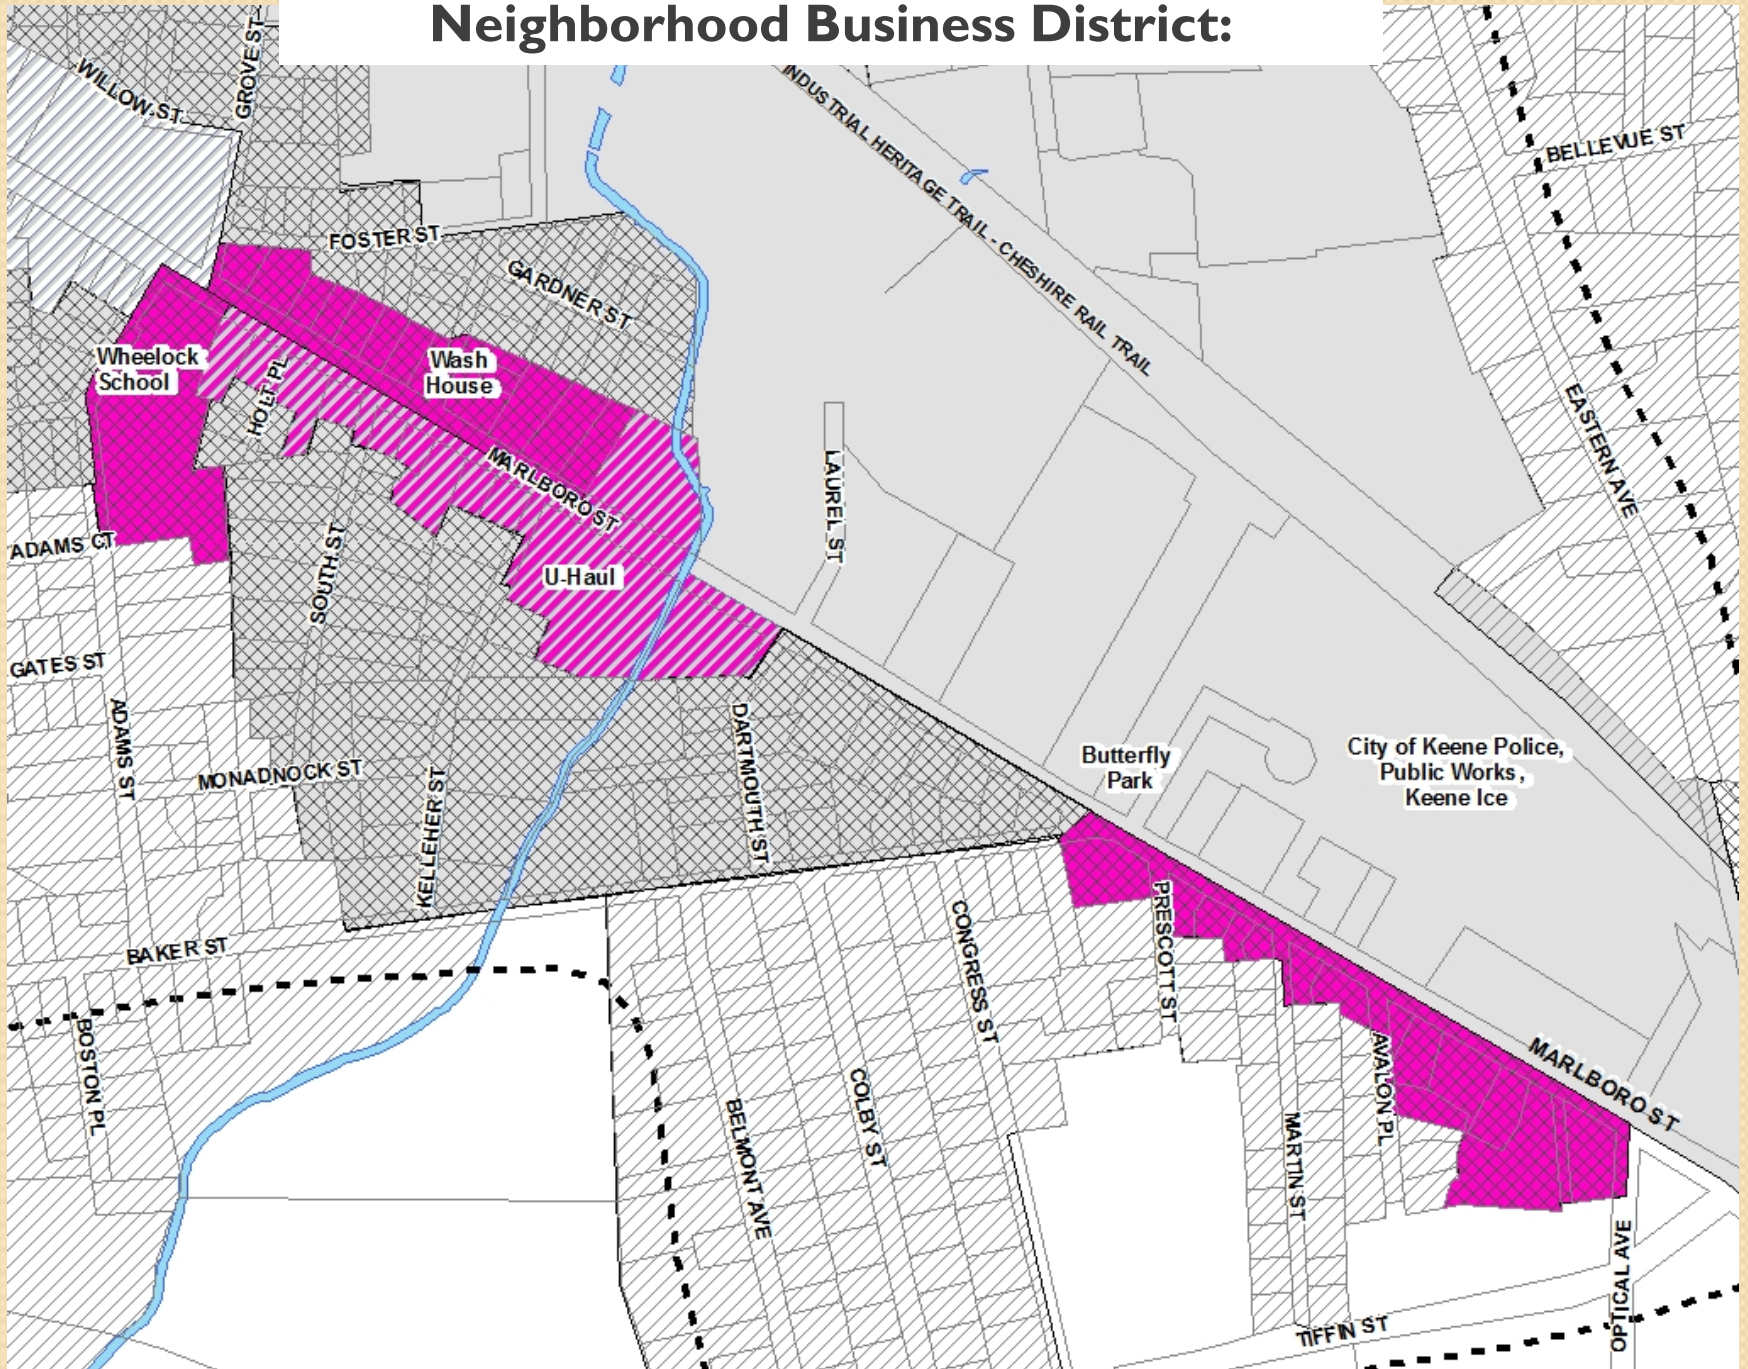 Neighborhood Business District:
WILLOW ST
GROVE ST
INDUSTRIAL HERITAGE TRAIL - CHESHIRE RAIL TRAIL
BELLEVUE ST
FOSTER ST
GARDNER ST
Wheelock
School
HOLT PL
Wash
House
MARLBORO ST
LAUREL ST
EASTERN AVE
ADAMS CT
SOUTH ST
U-Haul
GATES ST
ADAMS ST
MONADNOCK ST
KELLEHER ST
DARTMOUTH ST
Butterfly
Park
City of Keene Police,
Public Works,
Keene Ice
BAKER ST
BOSTON PL
CONGRESS ST
PRESCOTT ST
COLBY ST
BELMONT AVE
AVALON PL
MARTIN ST
MARLBORO ST
TIFFIN ST
OPTICAL AVE